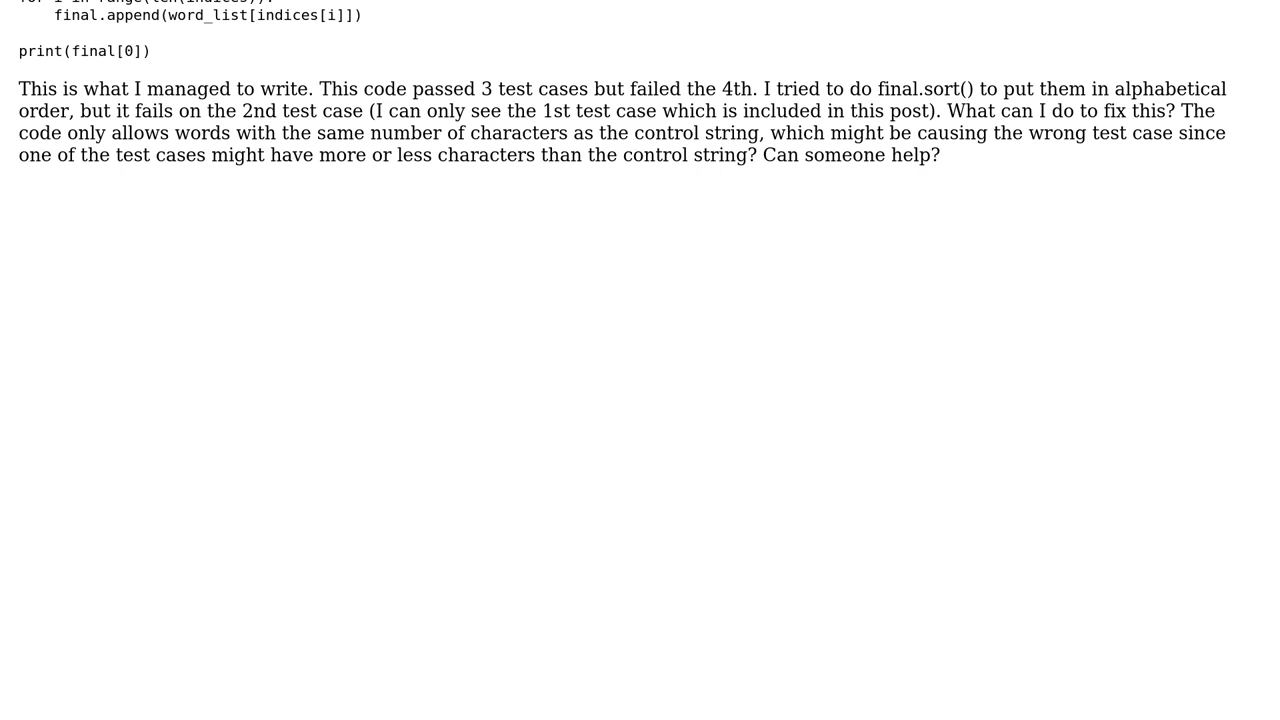 for i in range(len(indices)):
    final.append(word_list[indices[i]])
print(final[0])
This is what I managed to write. This code passed 3 test cases but failed the 4th. I tried to do final.sort() to put them in alphabetical
order, but it fails on the 2nd test case (I can only see the 1st test case which is included in this post). What can I do to fix this? The
code only allows words with the same number of characters as the control string, which might be causing the wrong test case since
one of the test cases might have more or less characters than the control string? Can someone help?